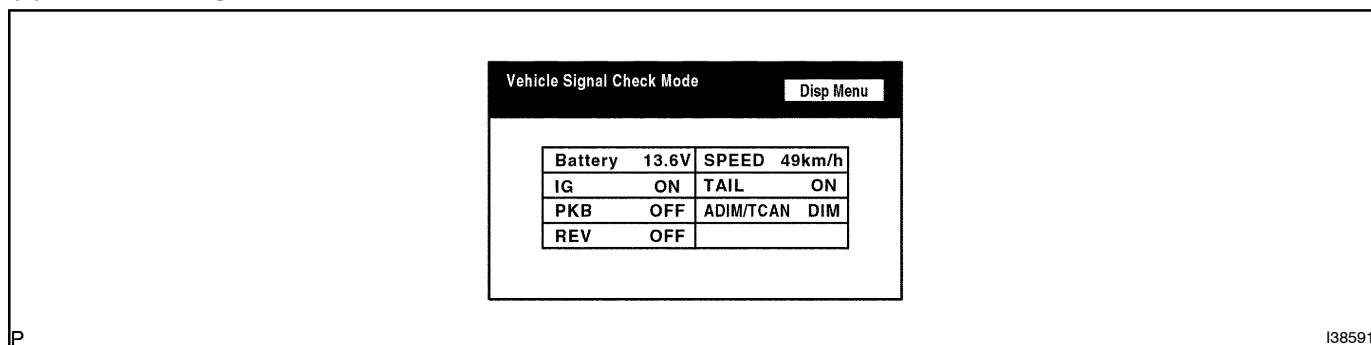 Vehicle Signal Check Mode
Disp Menu
Battery 13.6V SPEED 49km/h
IG ON TAIL ON
PKB OFF ADIM/TCAN DIM
REV OFF
P
I38591